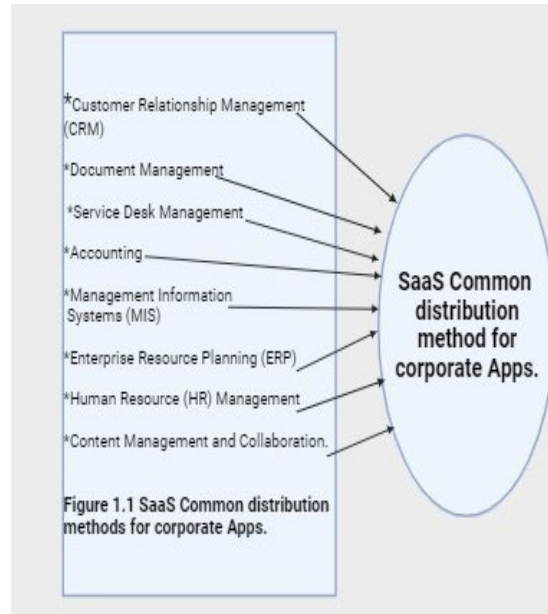 *Customer Relationship Management
(CRM)
*Document Management
*Service Desk Management
*Accounting
*Management Information
Systems (MIS)
*Enterprise Resource Planning (ERP)
*Human Resource (HR) Management
*Content Management and Collaboration.
Figure 1.1 SaaS Common distribution
methods for corporate Apps.
SaaS Common
distribution
method for
corporate Apps.